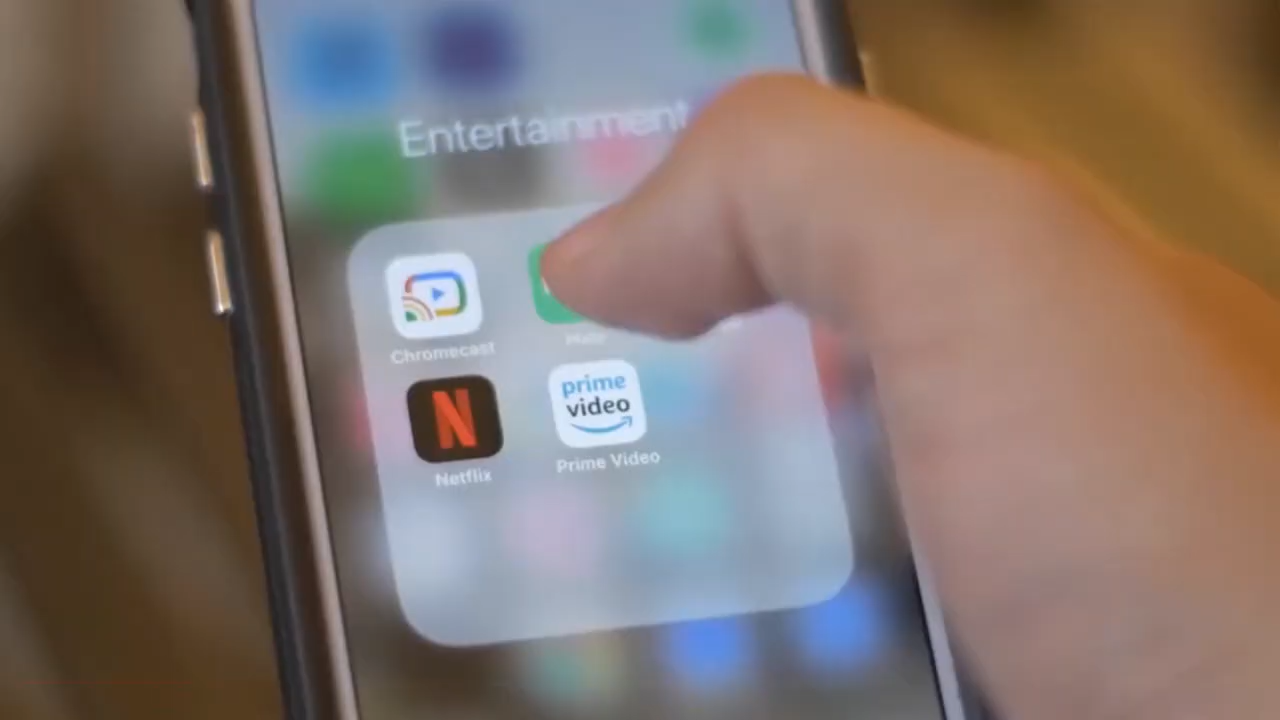 Entertainment
Chromecast
N
Netflix
prime
video
Prime Video